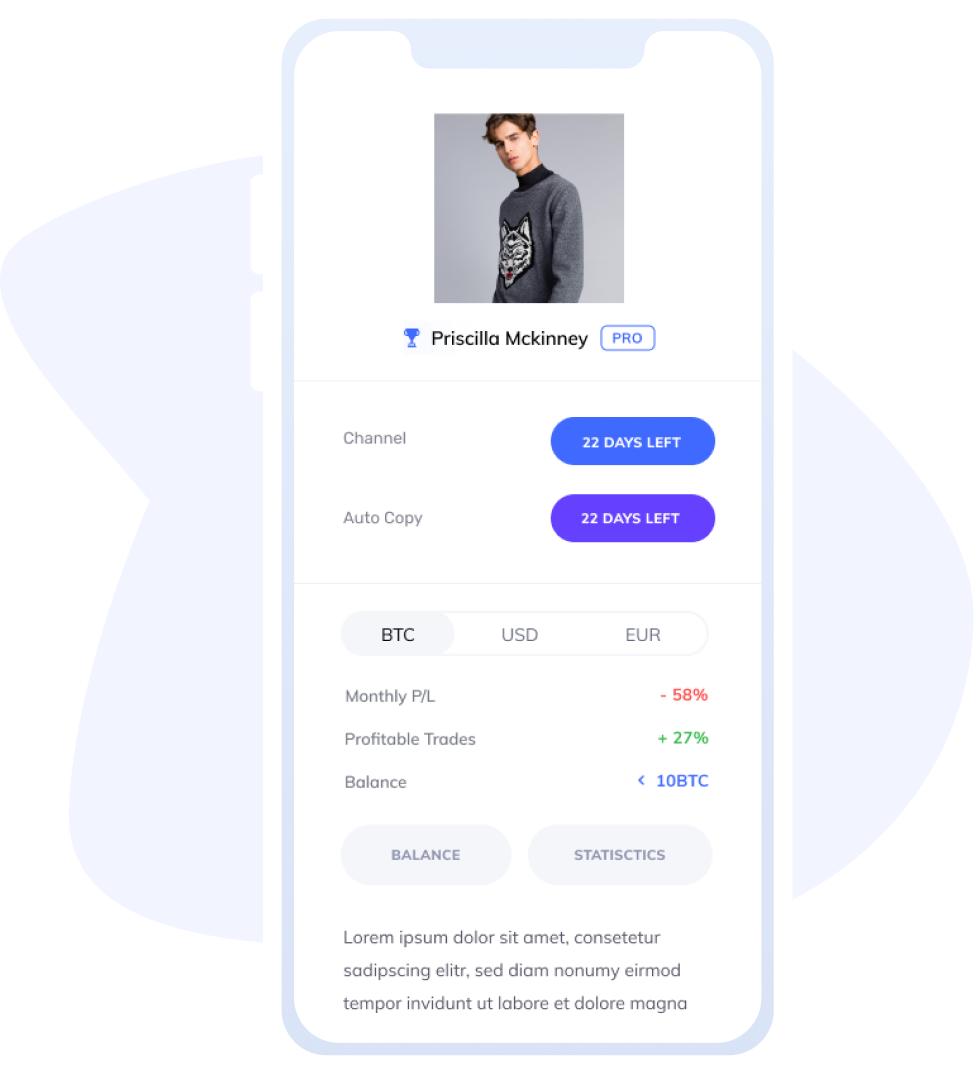 Priscilla Mckinney PRO
Channel 22 DAYS LEFT
Auto Copy 22 DAYS LEFT
BTC USD EUR
Monthly P/L - 58%
Profitable Trades + 27%
Balance < 10BTC
BALANCE STATISCTICS
Lorem ipsum dolor sit amet, consetetur
sadipscing elitr, sed diam nonumy eirmod
tempor invidunt ut labore et dolore magna